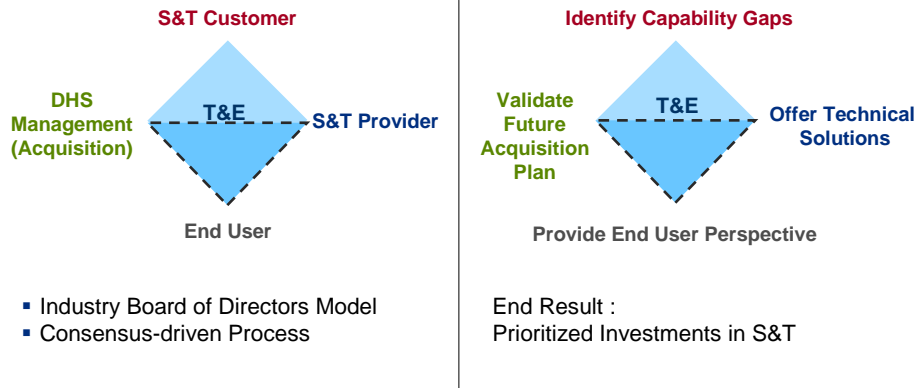 S&T Customer
DHS
Management
(Acquisition)
T&E
S&T Provider
End User
▪ Industry Board of Directors Model
▪ Consensus-driven Process
Identify Capability Gaps
Validate
Future
Acquisition
Plan
T&E
Offer Technical
Solutions
Provide End User Perspective
End Result :
Prioritized Investments in S&T